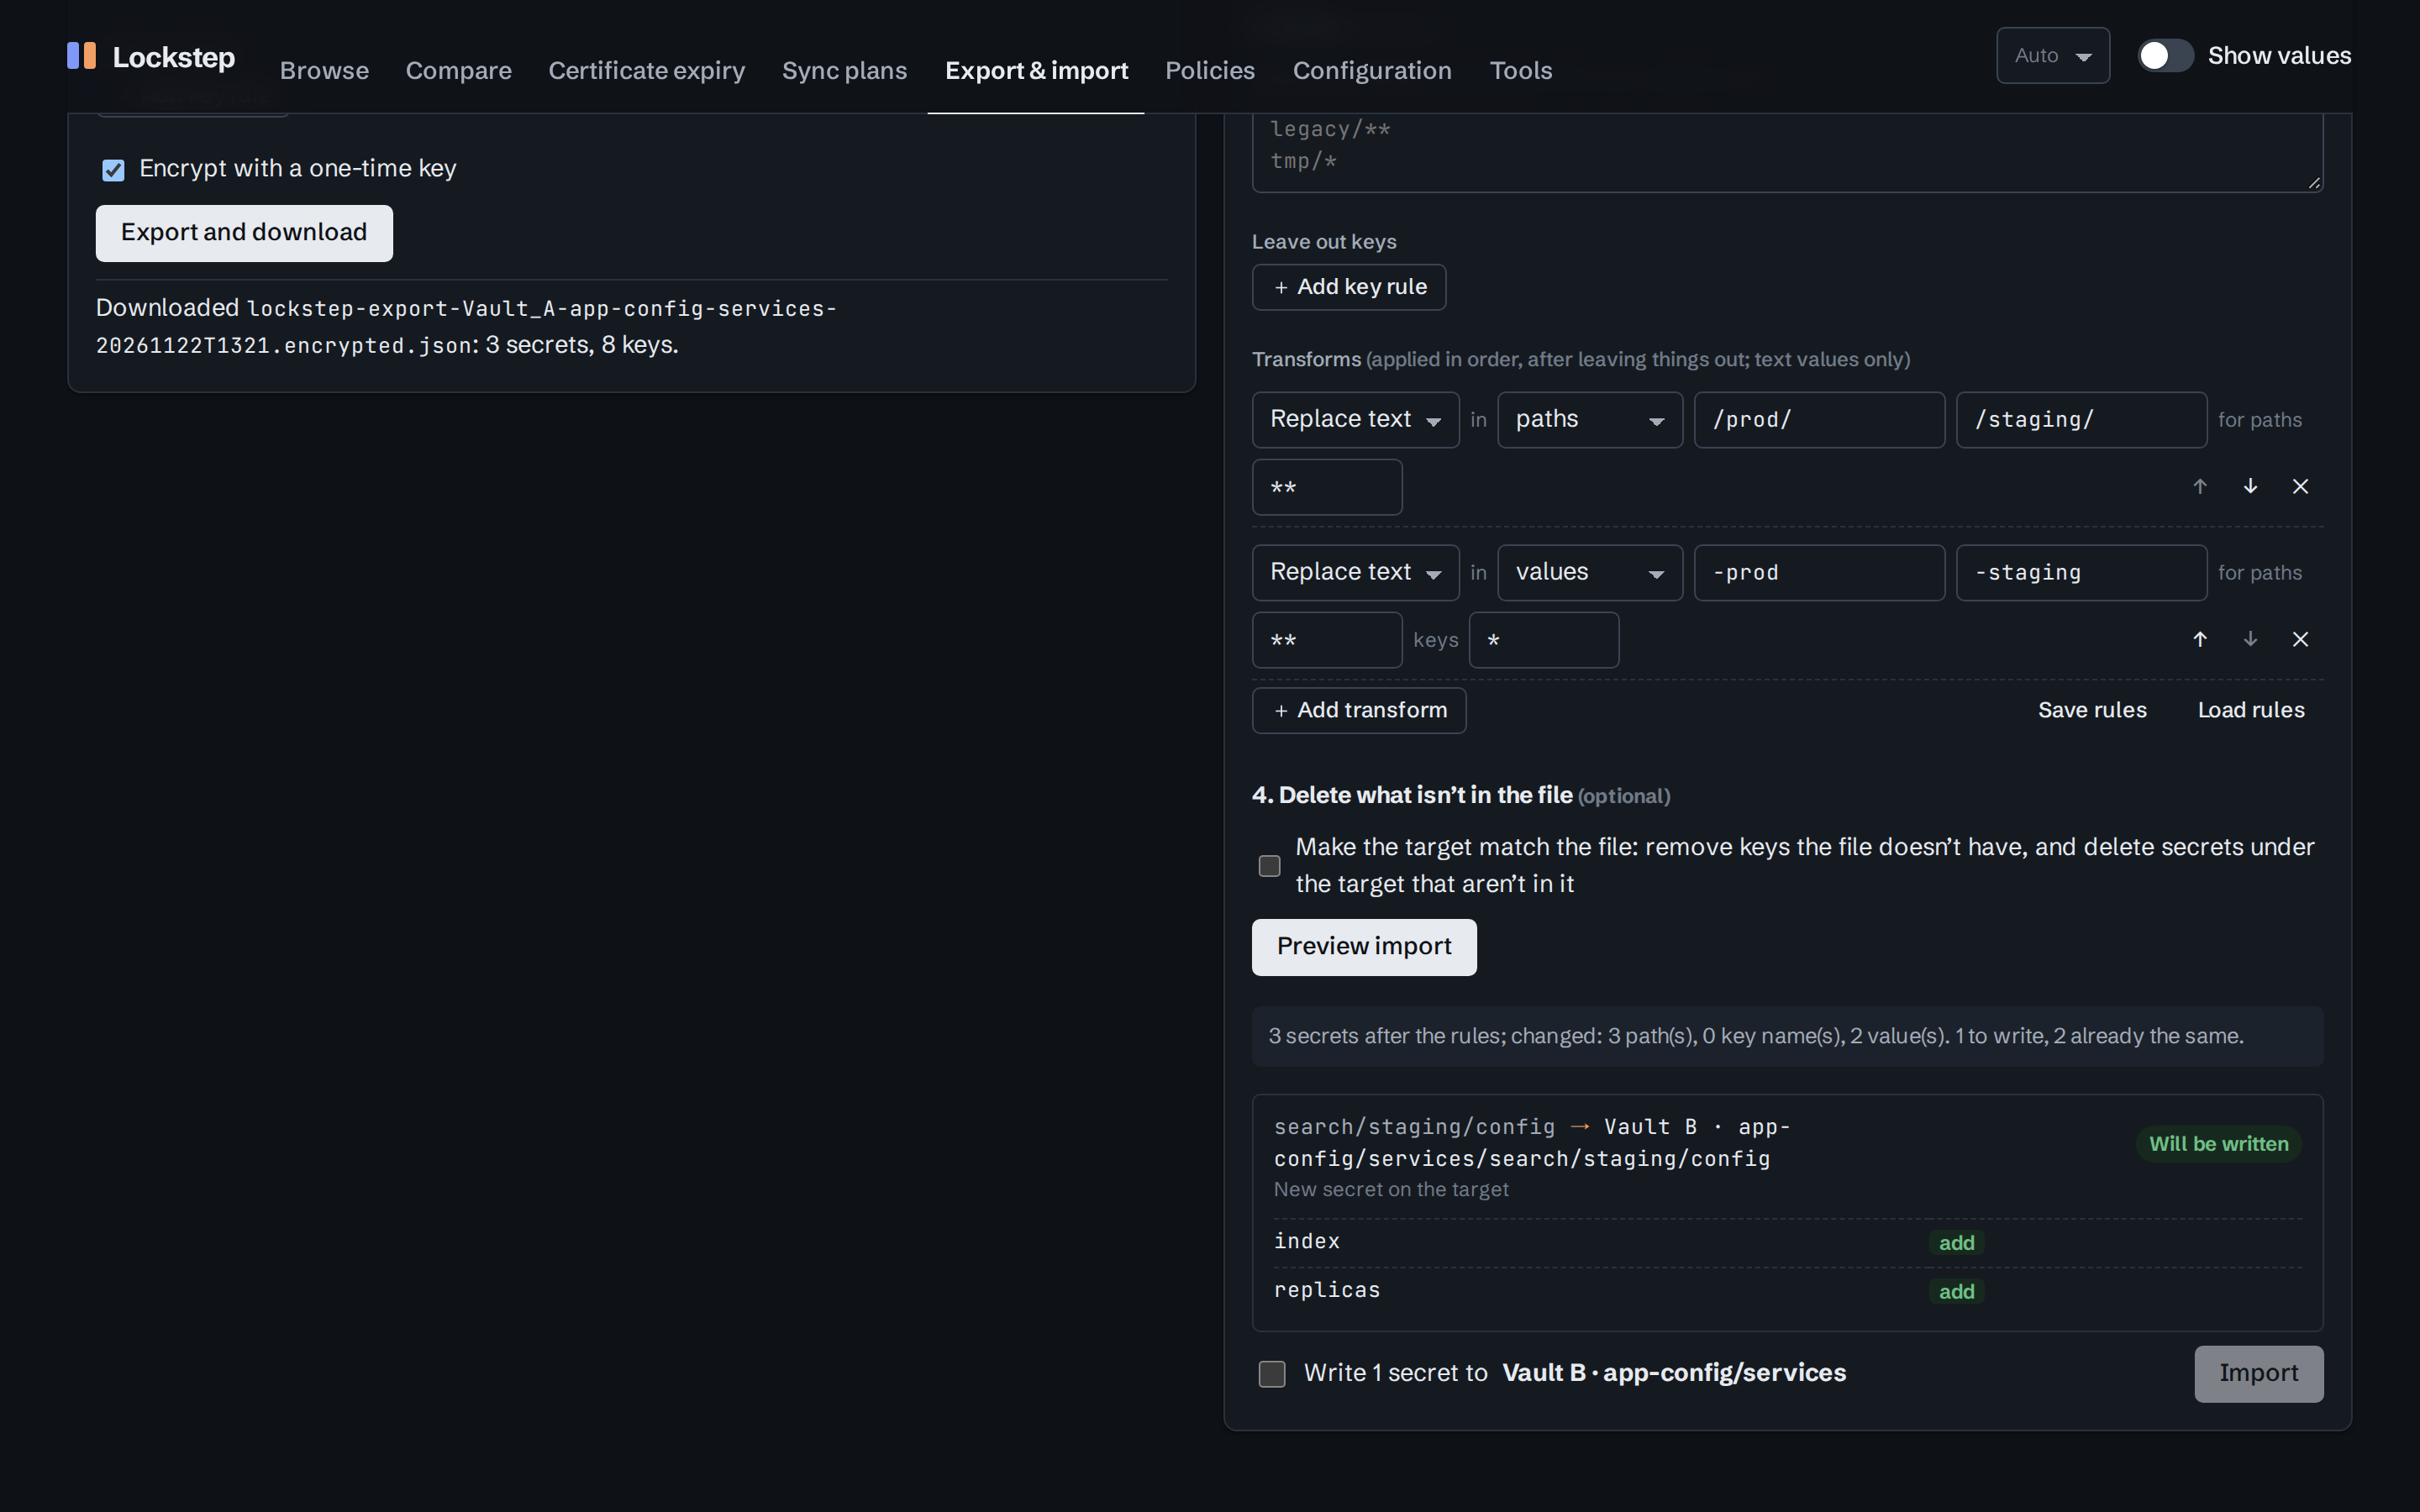 Lockstep
Browse Compare Certificate expiry Sync plans Export & import Policies Configuration Tools
Auto
Show values
Encrypt with a one-time key
Export and download
Downloaded lockstep-export-Vault_A-app-config-services-
20261122T1321.encrypted.json: 3 secrets, 8 keys.
legacy/**
tmp/*
Leave out keys
+ Add key rule
Transforms (applied in order, after leaving things out; text values only)
Replace text in paths /prod/ /staging/ for paths
** ↑ ↓ ×
Replace text in values -prod -staging for paths
** keys * ↑ ↓ ×
+ Add transform Save rules Load rules
4. Delete what isn’t in the file (optional)
Make the target match the file: remove keys the file doesn’t have, and delete secrets under
the target that aren’t in it
Preview import
3 secrets after the rules; changed: 3 path(s), 0 key name(s), 2 value(s). 1 to write, 2 already the same.
search/staging/config → Vault B · app-
config/services/search/staging/config
Will be written
New secret on the target
index add
replicas add
Write 1 secret to Vault B · app-config/services
Import